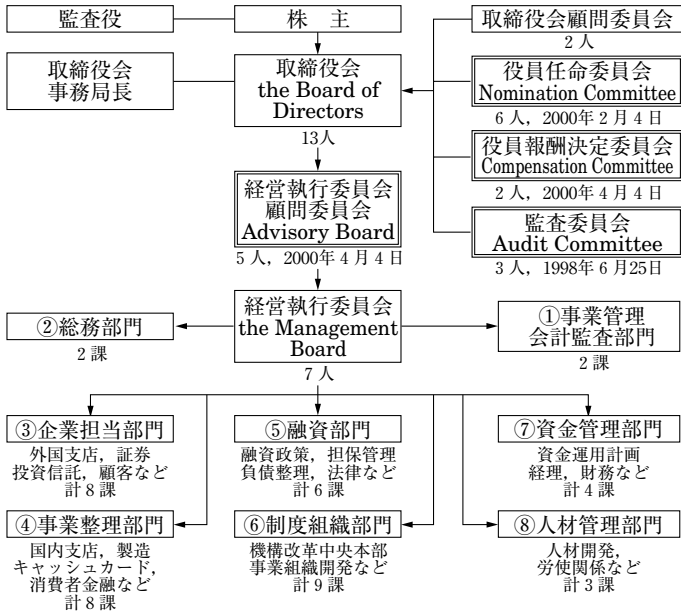 監査役
株　主
取締役会顧問委員会
2人
取締役会
事務局長
取締役会
the Board of
Directors
13人
役員任命委員会
Nomination Committee
6人，2000年2月4日
役員報酬決定委員会
Compensation Committee
2人，2000年4月4日
経営執行委員会
顧問委員会
Advisory Board
5人，2000年4月4日
監査委員会
Audit Committee
3人，1998年6月25日
②総務部門
2課
経営執行委員会
the Management
Board
7人
①事業管理
会計監査部門
2課
③企業担当部門
外国支店，証券
投資信託，顧客など
計8課
⑤融資部門
融資政策，担保管理
負債整理，法律など
計6課
⑦資金管理部門
資金運用計画
経理，財務など
計4課
④事業整理部門
国内支店，製造
キャッシュカード，
消費者金融など
計8課
⑥制度組織部門
機構改革中央本部
事業組織開発など
計9課
⑧人材管理部門
人材開発，
労使関係など
計3課